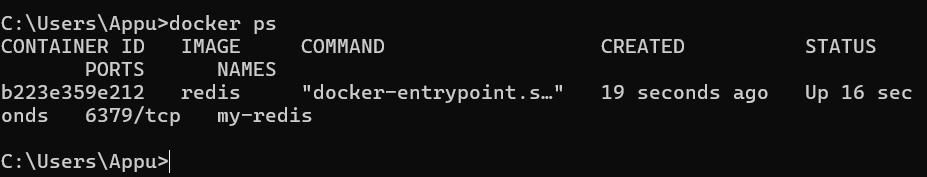 C:\Users\Appu>docker ps
CONTAINER ID   IMAGE     COMMAND                  CREATED          STATUS
       PORTS      NAMES
b223e359e212   redis     "docker-entrypoint.s…"   19 seconds ago   Up 16 sec
onds   6379/tcp   my-redis
C:\Users\Appu>